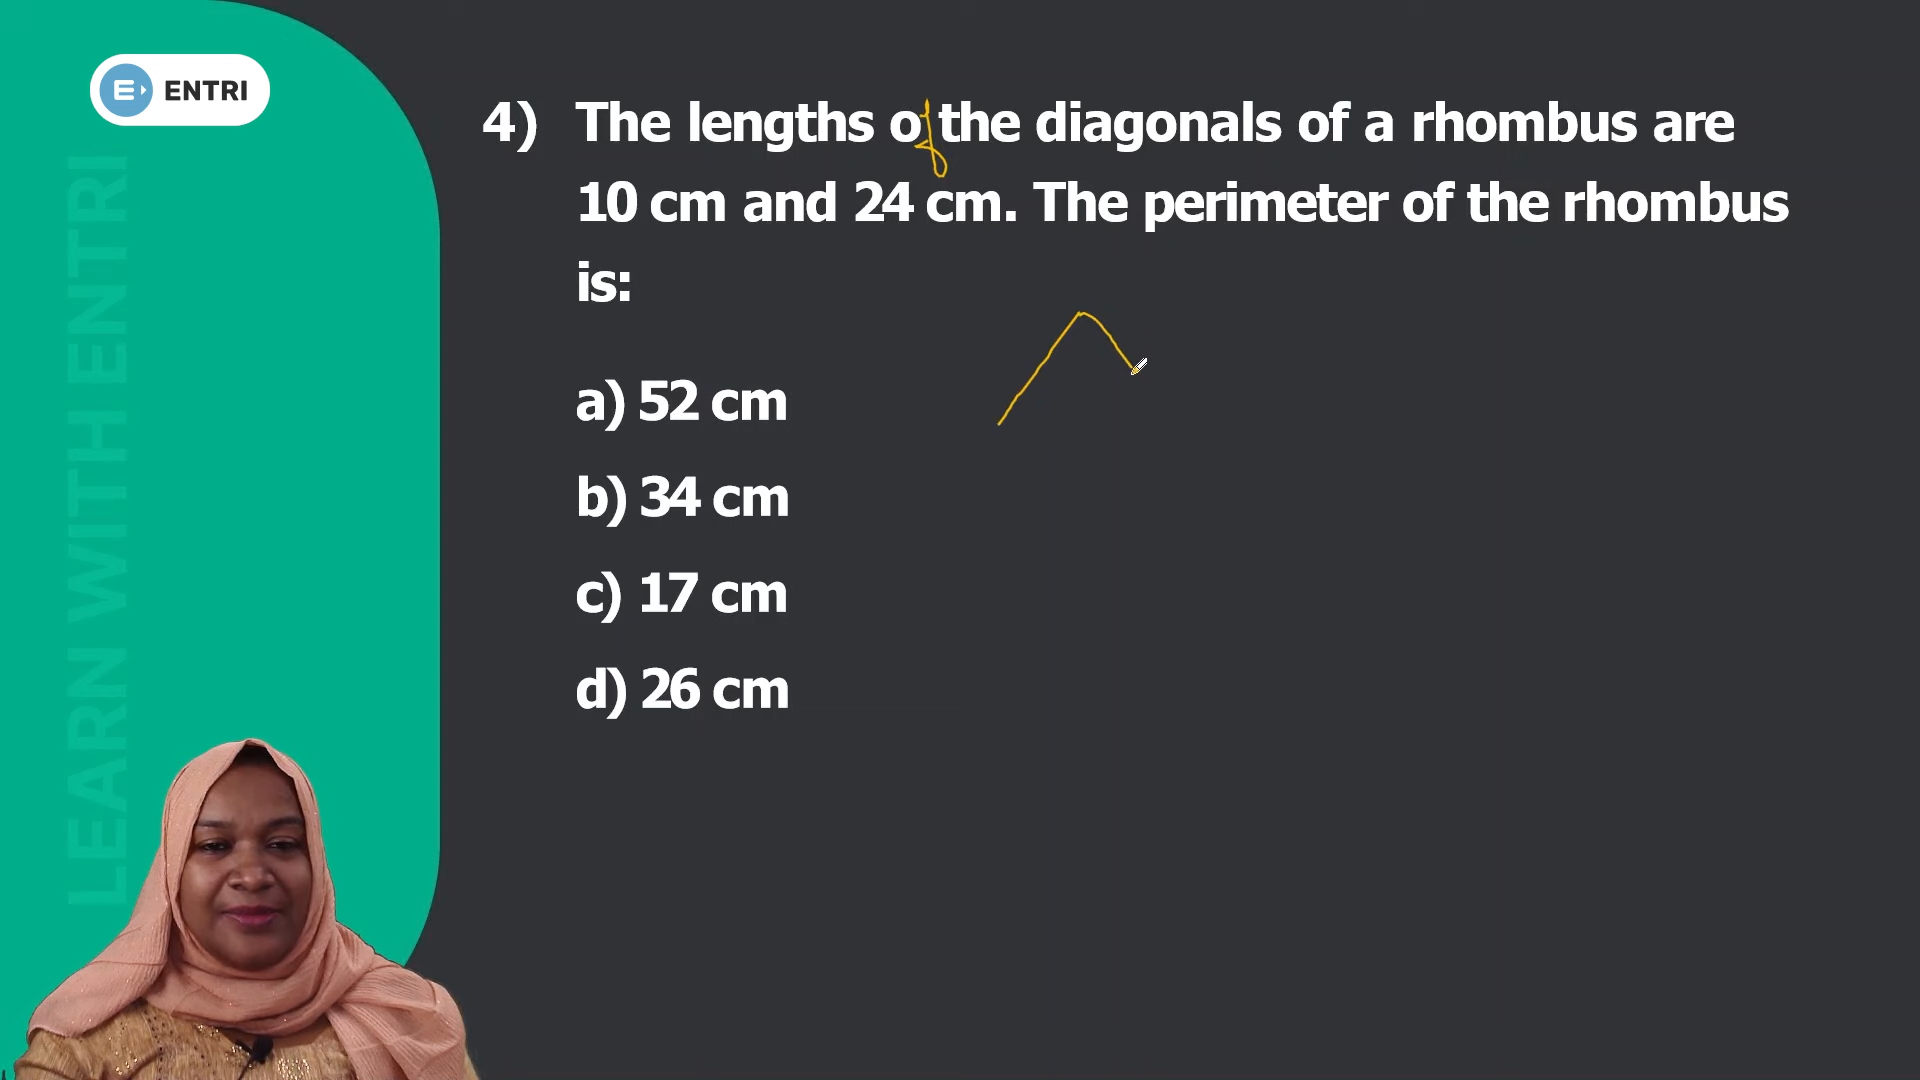 ENTRI
LEARN WITH ENTRI
4) The lengths of the diagonals of a rhombus are
10 cm and 24 cm. The perimeter of the rhombus
is:
a) 52 cm
b) 34 cm
c) 17 cm
d) 26 cm